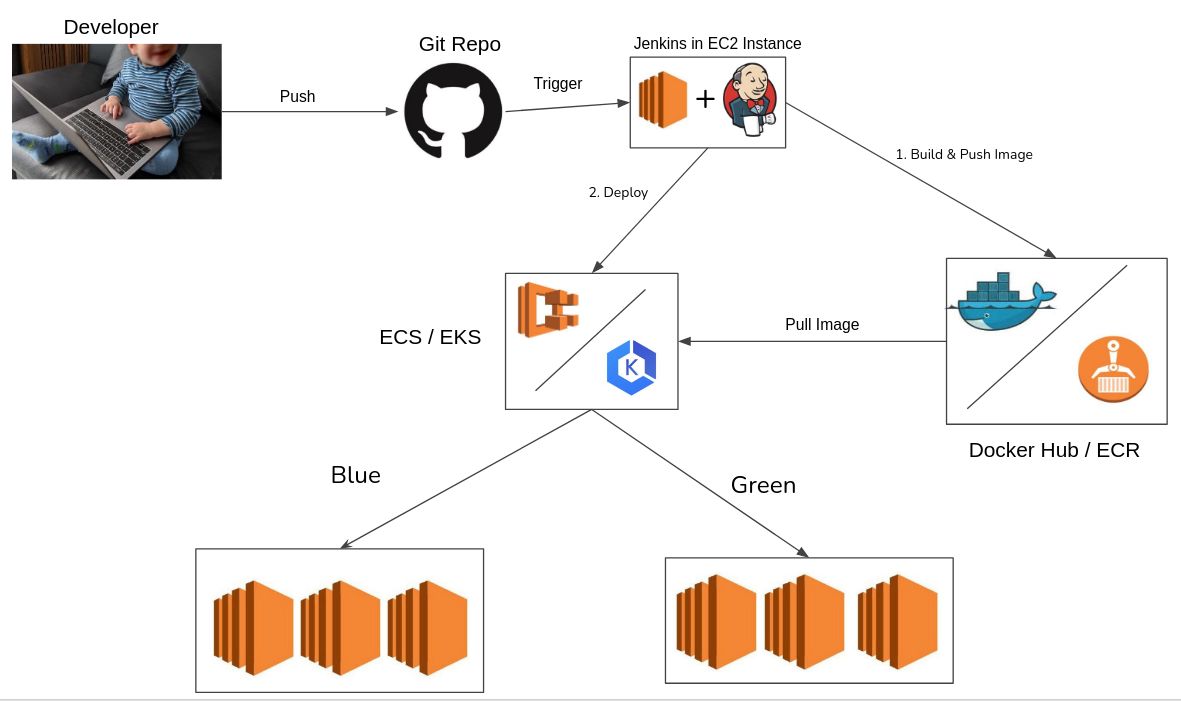 Developer
Git Repo
Jenkins in EC2 Instance
Push
Trigger
+
1. Build & Push Image
2. Deploy
ECS / EKS
K
Pull Image
Docker Hub / ECR
Blue
Green